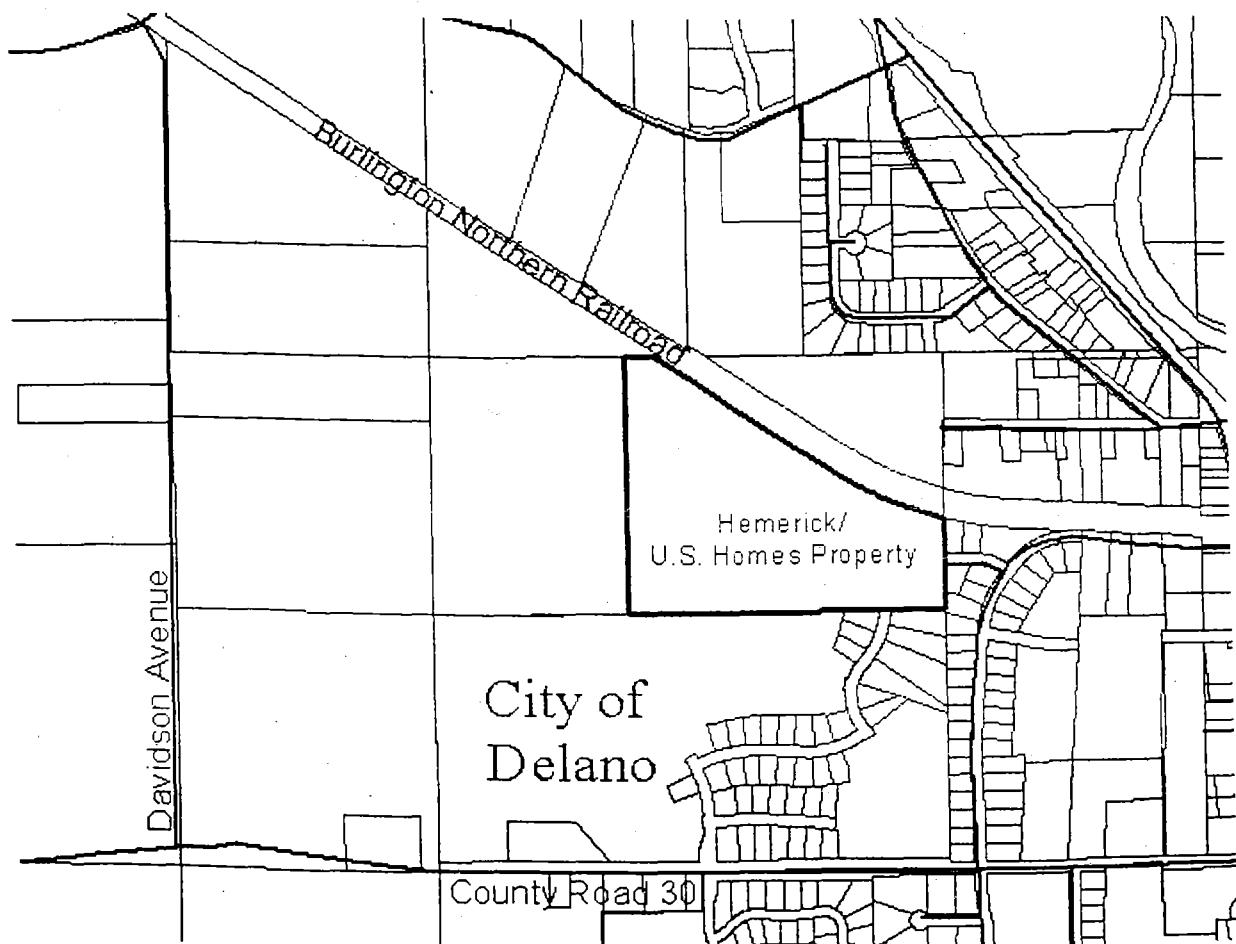 Burlington Northern Railroad
Hemerick/
U.S. Homes Property
Davidson Avenue
City of
Delano
County Road 30